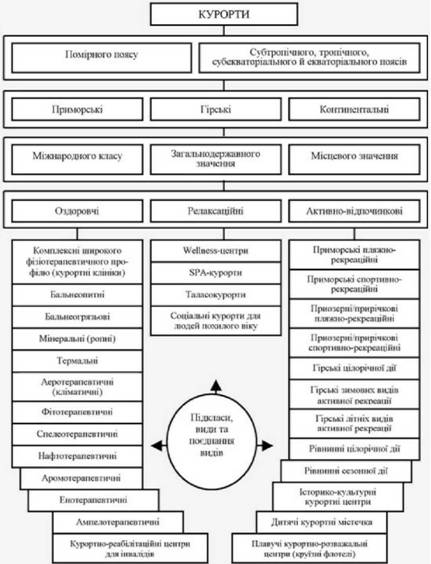 КУРОРТИ
Помірного поясу
Субтропічного, тропічного,
субекваторіального й екваторіального поясів
Приморські
Гірські
Континентальні
Міжнародного класу
Загальнодержавного
значення
Місцевого значення
Оздоровчі
Релаксаційні
Активно-відпочинкові
Комплексні широкого
фізіотерапевтичного про-
філю (курортні клініки)
Бальнеопитні
Бальнеогрязьові
Мінеральні (ропні)
Термальні
Аеротерапевтичні
(кліматичні)
Фітотерапевтичні
Спелеотерапевтичні
Нафтотерапевтичні
Аромотерапевтичні
Енотерапевтичні
Ампелотерапевтичні
Курортно-реабілітаційні центри
для інвалідів
Wellness-центри
SPA-курорти
Таласокурорти
Соціальні курорти для
людей похилого віку
Підкласи,
види та
поєднання
видів
Приморські пляжно-
рекреаційні
Приморські спортивно-
рекреаційні
Приозерні/прирічкові
пляжно-рекреаційні
Приозерні/прирічкові
спортивно-рекреаційні
Гірські цілорічної дії
Гірські зимових видів
активної рекреації
Гірські літніх видів
активної рекреації
Рівнинні цілорічної дії
Рівнинні сезонної дії
Історико-культурні
курортні центри
Дитячі курортні містечка
Плавучі курортно-розважальні
центри (круїзні флотелі)